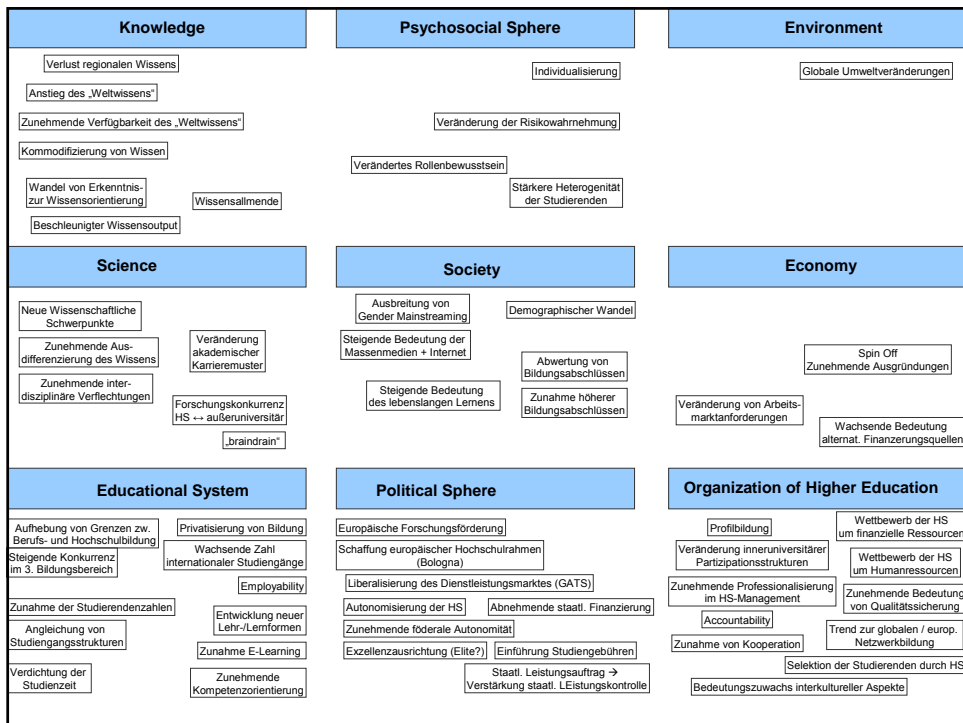 Knowledge
Verlust regionalen Wissens
Anstieg des „Weltwissens“
Zunehmende Verfügbarkeit des „Weltwissens“
Kommodifizierung von Wissen
Wandel von Erkenntnis-
zur Wissensorientierung
Wissensallmende
Beschleunigter Wissensoutput
Psychosocial Sphere
Individualisierung
Veränderung der Risikowahrnehmung
Verändertes Rollenbewusstsein
Stärkere Heterogenität
der Studierenden
Environment
Globale Umweltveränderungen
Science
Neue Wissenschaftliche
Schwerpunkte
Zunehmende Aus-
differenzierung des Wissens
Veränderung
akademischer
Karrieremuster
Zunehmende inter-
disziplinäre Verflechtungen
Forschungskonkurrenz
HS ↔ außeruniversitär
„braindrain“
Society
Ausbreitung von
Gender Mainstreaming
Demographischer Wandel
Steigende Bedeutung der
Massenmedien + Internet
Abwertung von
Bildungsabschlüssen
Steigende Bedeutung
des lebenslangen Lernens
Zunahme höherer
Bildungsabschlüssen
Economy
Spin Off
Zunehmende Ausgründungen
Veränderung von Arbeits-
marktanforderungen
Wachsende Bedeutung
alternat. Finanzerungsquellen
Educational System
Aufhebung von Grenzen zw.
Berufs- und Hochschulbildung
Privatisierung von Bildung
Steigende Konkurrenz
im 3. Bildungsbereich
Wachsende Zahl
internationaler Studiengänge
Employability
Zunahme der Studierendenzahlen
Entwicklung neuer
Lehr-/Lernformen
Angleichung von
Studiengangsstrukturen
Zunahme E-Learning
Verdichtung der
Studienzeit
Zunehmende
Kompetenzorientierung
Political Sphere
Europäische Forschungsförderung
Schaffung europäischer Hochschulrahmen
(Bologna)
Liberalisierung des Dienstleistungsmarktes (GATS)
Autonomisierung der HS
Abnehmende staatl. Finanzierung
Zunehmende föderale Autonomität
Exzellenzausrichtung (Elite?)
Einführung Studiengebühren
Staatl. Leistungsauftrag →
Verstärkung staatl. LEistungskontrolle
Organization of Higher Education
Profilbildung
Wettbewerb der HS
um finanzielle Ressourcen
Veränderung inneruniversitärer
Partizipationsstrukturen
Wettbewerb der HS
um Humanressourcen
Zunehmende Professionalisierung
im HS-Management
Zunehmende Bedeutung
von Qualitätssicherung
Accountability
Trend zur globalen / europ.
Netzwerkbildung
Zunahme von Kooperation
Selektion der Studierenden durch HS
Bedeutungszuwachs interkultureller Aspekte